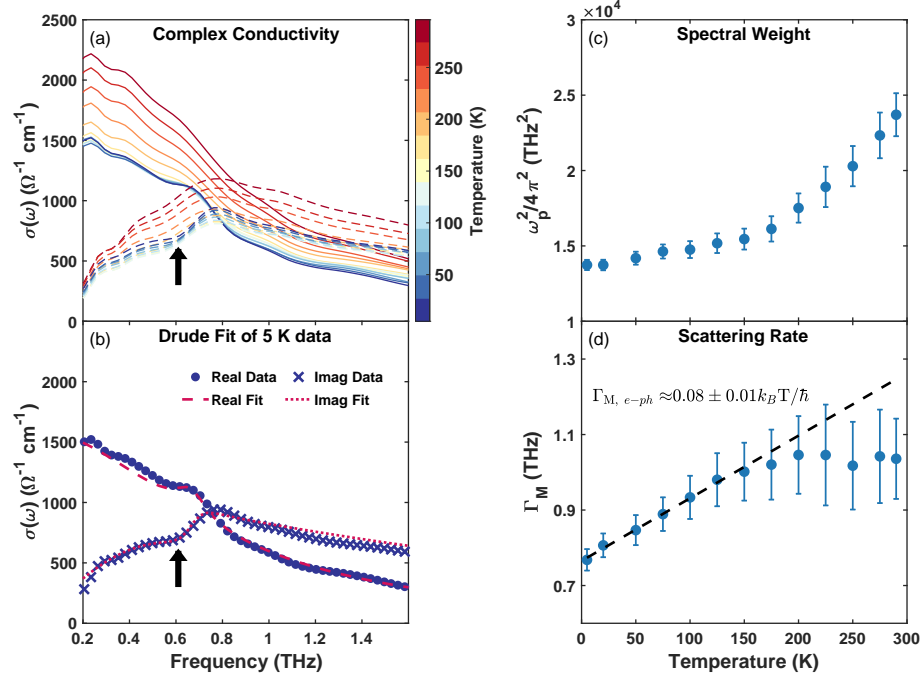 (a) Complex Conductivity
2500
2000
1500
1000
500
0
σ(ω) (Ω⁻¹ cm⁻¹)
250
200
150
100
50
Temperature (K)
(b) Drude Fit of 5 K data
Real Data
Imag Data
Real Fit
Imag Fit
2000
1500
1000
500
0
σ(ω) (Ω⁻¹ cm⁻¹)
0.2 0.4 0.6 0.8 1 1.2 1.4
Frequency (THz)
×10⁴
(c) Spectral Weight
3
2.5
2
1.5
1
ω'ₚ²/4π² (THz²)
(d) Scattering Rate
Γ_M, e−ph ≈0.08 ± 0.01k_BT/ħ
1.3
1.1
0.9
0.7
Γ_M (THz)
0 50 100 150 200 250 300
Temperature (K)